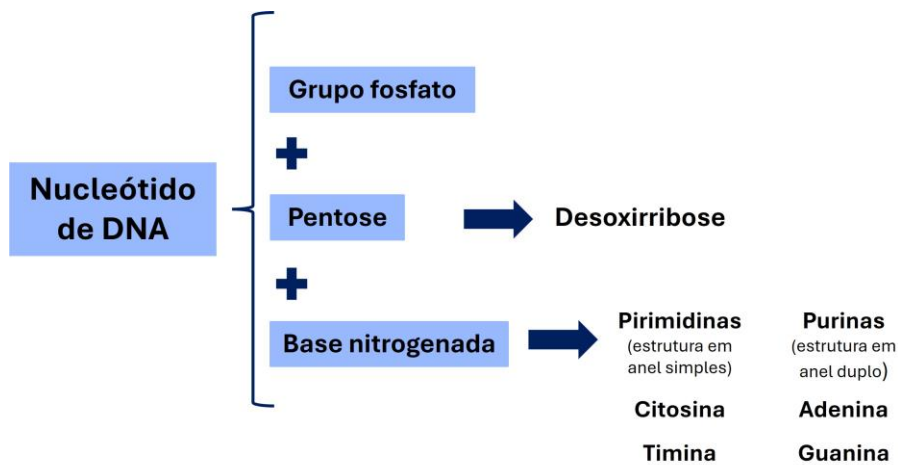 Grupo fosfato
Nucleótido
de DNA
Pentose
Desoxirribose
Base nitrogenada
Pirimidinas
(estrutura em
anel simples)
Citosina
Timina
Purinas
(estrutura em
anel duplo)
Adenina
Guanina